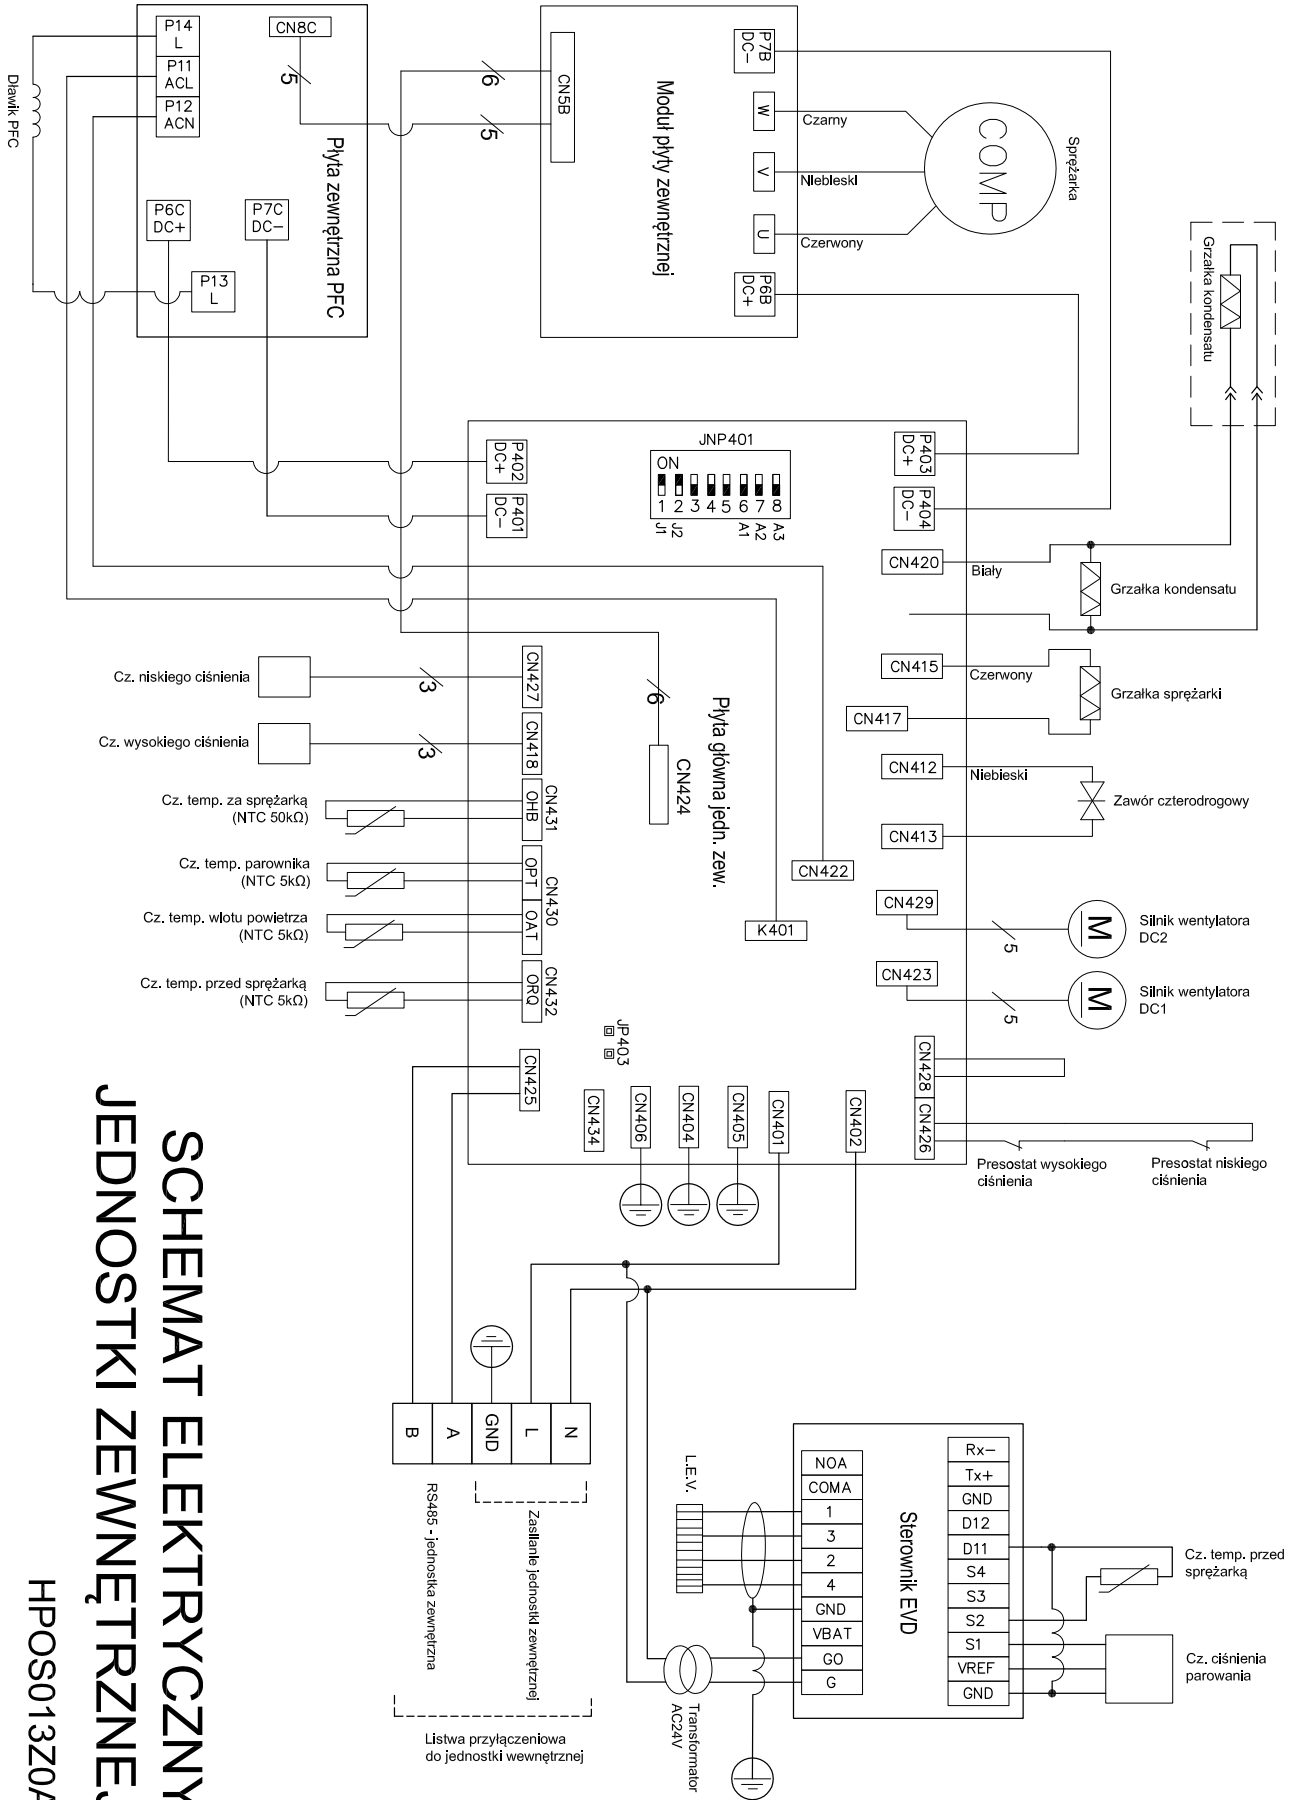 P14
L
P11
ACL
P12
ACN
CN8C
5
Dławik PFC
Płyta zewnętrzna PFC
P6C
DC+
P7C
DC-
P13
L
CN5B
6
5
Moduł płyty zewnętrznej
P7B
DC-
W
V
U
P6B
DC+
Czarny
Niebieski
Czerwony
COMP
Sprężarka
Grzałka kondensatu
JNP401
ON
1 2 3 4 5 6 7 8
J1 J2 A1 A2 A3
P402
DC+
P401
DC-
P403
DC+
P404
DC-
CN420
Biały
Grzałka kondensatu
CN415
Czerwony
CN417
Grzałka sprężarki
CN412
Niebieski
CN413
Zawór czterodrogowy
CN422
K401
CN429
5
M
Silnik wentylatora
DC2
CN423
5
M
Silnik wentylatora
DC1
Płyta główna jedn. zew.
6
CN424
Cz. niskiego ciśnienia
3
CN427
Cz. wysokiego ciśnienia
3
CN418
Cz. temp. za sprężarką
(NTC 50kΩ)
OHB
CN431
Cz. temp. parownika
(NTC 5kΩ)
OPT
CN430
Cz. temp. wlotu powietrza
(NTC 5kΩ)
OAT
Cz. temp. przed sprężarką
(NTC 5kΩ)
ORQ
CN432
JP403
CN425
CN434
CN406
CN404
CN405
CN401
CN402
CN428
CN426
Presostat wysokiego
ciśnienia
Presostat niskiego
ciśnienia
B
A
GND
L
N
RS485 - jednostka zewnętrzna
Zasilanie jednostki zewnętrznej
Listwa przyłączeniowa
do jednostki wewnętrznej
L.E.V.
Transformator
AC24V
NOA
COMA
1
3
2
4
GND
VBAT
GO
G
Sterownik EVD
Rx-
Tx+
GND
D12
D11
S4
S3
S2
S1
VREF
GND
Cz. temp. przed
sprężarką
Cz. ciśnienia
parowania
SCHEMAT ELEKTRYCZNY
JEDNOSTKI ZEWNĘTRZNEJ
HPOS013Z0A